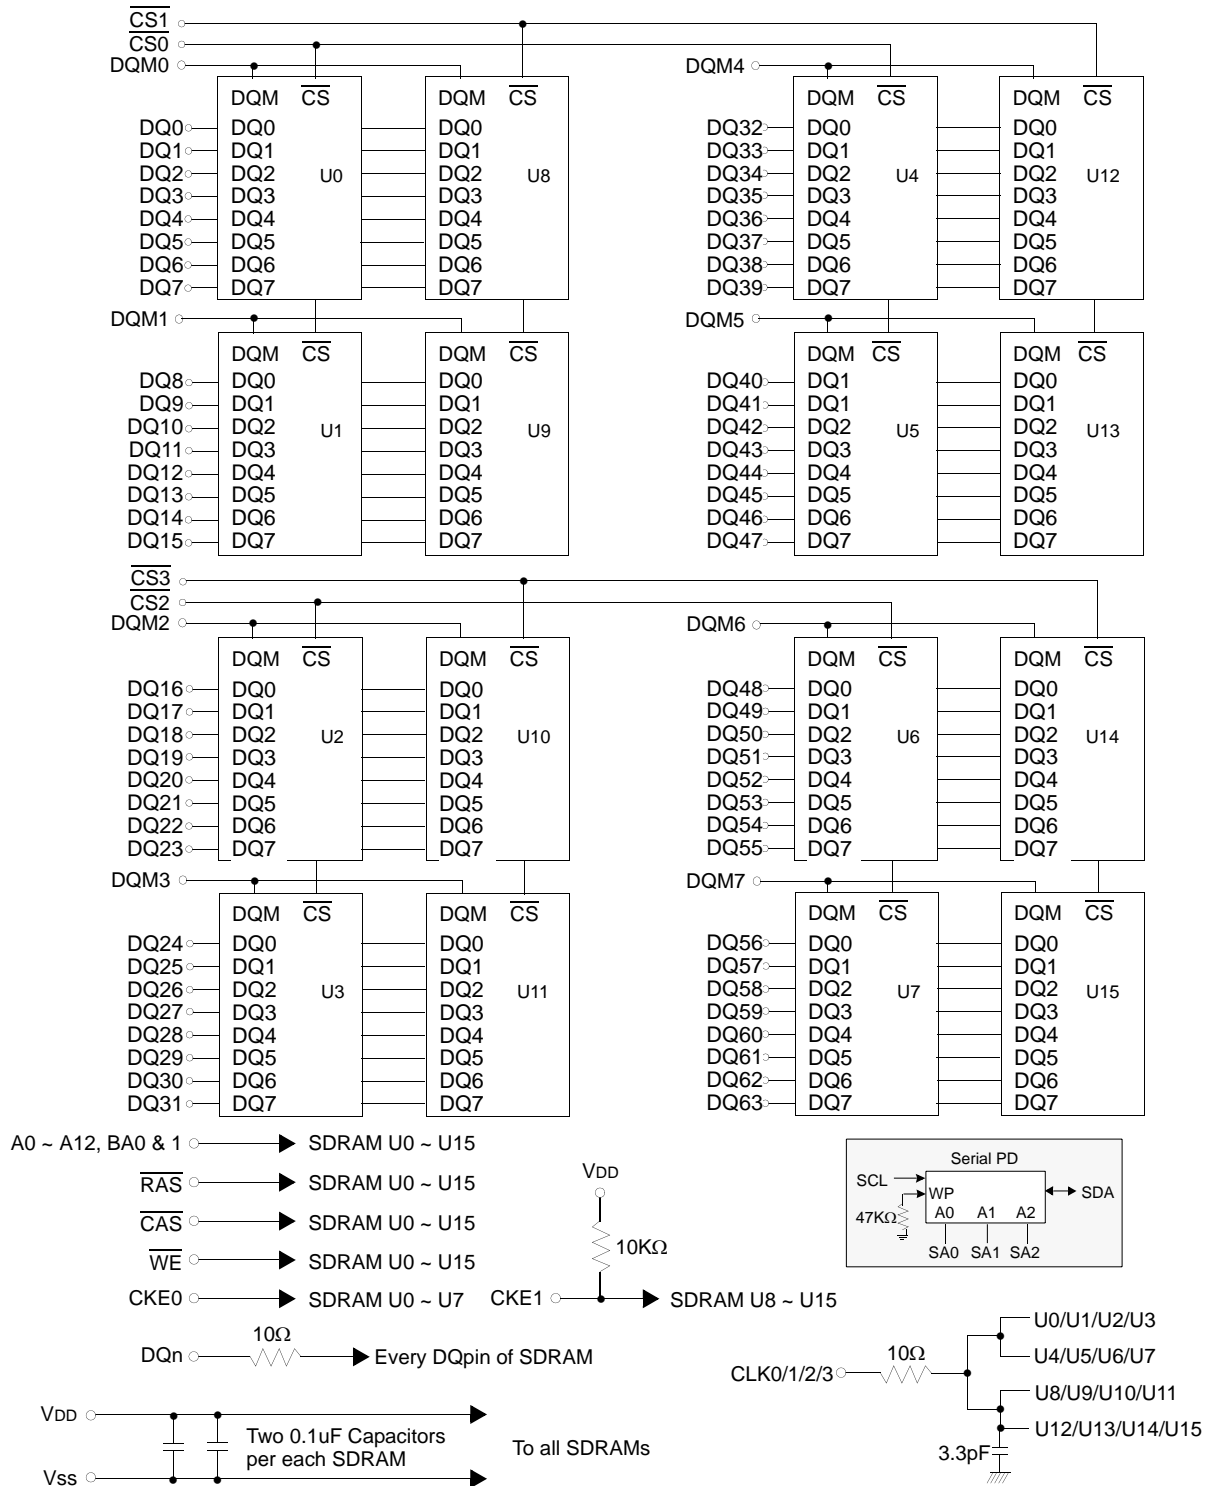 CS1
CS0
DQM0 DQM4
DQM CS DQM CS DQM CS DQM CS
DQ0 DQ0 DQ0 DQ32 DQ0 DQ0
DQ1 DQ1 DQ1 DQ33 DQ1 DQ1
DQ2 DQ2 U0 DQ2 U8 DQ34 DQ2 U4 DQ2 U12
DQ3 DQ3 DQ3 DQ35 DQ3 DQ3
DQ4 DQ4 DQ4 DQ36 DQ4 DQ4
DQ5 DQ5 DQ5 DQ37 DQ5 DQ5
DQ6 DQ6 DQ6 DQ38 DQ6 DQ6
DQ7 DQ7 DQ7 DQ39 DQ7 DQ7
DQM1 DQM5
DQM CS DQM CS DQM CS DQM CS
DQ8 DQ0 DQ0 DQ40 DQ1 DQ0
DQ9 DQ1 DQ1 DQ41 DQ1 DQ1
DQ10 DQ2 U1 DQ2 U9 DQ42 DQ2 U5 DQ2 U13
DQ11 DQ3 DQ3 DQ43 DQ3 DQ3
DQ12 DQ4 DQ4 DQ44 DQ4 DQ4
DQ13 DQ5 DQ5 DQ45 DQ5 DQ5
DQ14 DQ6 DQ6 DQ46 DQ6 DQ6
DQ15 DQ7 DQ7 DQ47 DQ7 DQ7
CS3
CS2
DQM2 DQM6
DQM CS DQM CS DQM CS DQM CS
DQ16 DQ0 DQ0 DQ48 DQ0 DQ0
DQ17 DQ1 DQ1 DQ49 DQ1 DQ1
DQ18 DQ2 U2 DQ2 U10 DQ50 DQ2 U6 DQ2 U14
DQ19 DQ3 DQ3 DQ51 DQ3 DQ3
DQ20 DQ4 DQ4 DQ52 DQ4 DQ4
DQ21 DQ5 DQ5 DQ53 DQ5 DQ5
DQ22 DQ6 DQ6 DQ54 DQ6 DQ6
DQ23 DQ7 DQ7 DQ55 DQ7 DQ7
DQM3 DQM7
DQM CS DQM CS DQM CS DQM CS
DQ24 DQ0 DQ0 DQ56 DQ0 DQ0
DQ25 DQ1 DQ1 DQ57 DQ1 DQ1
DQ26 DQ2 U3 DQ2 U11 DQ58 DQ2 U7 DQ2 U15
DQ27 DQ3 DQ3 DQ59 DQ3 DQ3
DQ28 DQ4 DQ4 DQ60 DQ4 DQ4
DQ29 DQ5 DQ5 DQ61 DQ5 DQ5
DQ30 DQ6 DQ6 DQ62 DQ6 DQ6
DQ31 DQ7 DQ7 DQ63 DQ7 DQ7
A0 ~ A12, BA0 & 1 SDRAM U0 ~ U15
RAS SDRAM U0 ~ U15
CAS SDRAM U0 ~ U15
WE SDRAM U0 ~ U15
CKE0 SDRAM U0 ~ U7
VDD
10KΩ
CKE1 SDRAM U8 ~ U15
Serial PD
SCL
WP SDA
47KΩ A0 A1 A2
SA0 SA1 SA2
10Ω
DQn Every DQpin of SDRAM
U0/U1/U2/U3
10Ω U4/U5/U6/U7
CLK0/1/2/3
U8/U9/U10/U11
U12/U13/U14/U15
3.3pF
VDD
Two 0.1uF Capacitors
per each SDRAM
To all SDRAMs
Vss